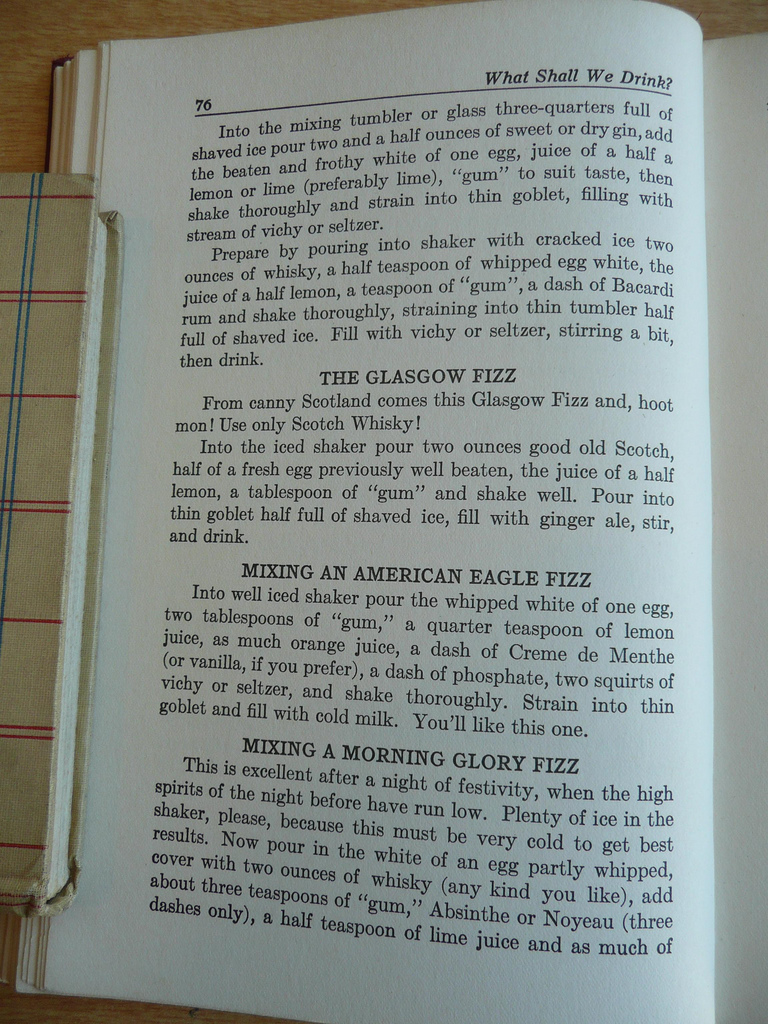 What Shall We Drink?
76
Into the mixing tumbler or glass three-quarters full of
shaved ice pour two and a half ounces of sweet or dry gin, add
the beaten and frothy white of one egg, juice of a half a
lemon or lime (preferably lime), "gum" to suit taste, then
shake thoroughly and strain into thin goblet, filling with
stream of vichy or seltzer.
Prepare by pouring into shaker with cracked ice two
ounces of whisky, a half teaspoon of whipped egg white, the
juice of a half lemon, a teaspoon of "gum", a dash of Bacardi
rum and shake thoroughly, straining into thin tumbler half
full of shaved ice. Fill with vichy or seltzer, stirring a bit,
then drink.
THE GLASGOW FIZZ
From canny Scotland comes this Glasgow Fizz and, hoot
mon! Use only Scotch Whisky!
Into the iced shaker pour two ounces good old Scotch,
half of a fresh egg previously well beaten, the juice of a half
lemon, a tablespoon of "gum" and shake well. Pour into
thin goblet half full of shaved ice, fill with ginger ale, stir,
and drink.
MIXING AN AMERICAN EAGLE FIZZ
Into well iced shaker pour the whipped white of one egg,
two tablespoons of "gum," a quarter teaspoon of lemon
juice, as much orange juice, a dash of Creme de Menthe
(or vanilla, if you prefer), a dash of phosphate, two squirts of
vichy or seltzer, and shake thoroughly. Strain into thin
goblet and fill with cold milk. You'll like this one.
MIXING A MORNING GLORY FIZZ
This is excellent after a night of festivity, when the high
spirits of the night before have run low. Plenty of ice in the
shaker, please, because this must be very cold to get best
results. Now pour in the white of an egg partly whipped,
cover with two ounces of whisky (any kind you like), add
about three teaspoons of "gum," Absinthe or Noyeau (three
dashes only), a half teaspoon of lime juice and as much of